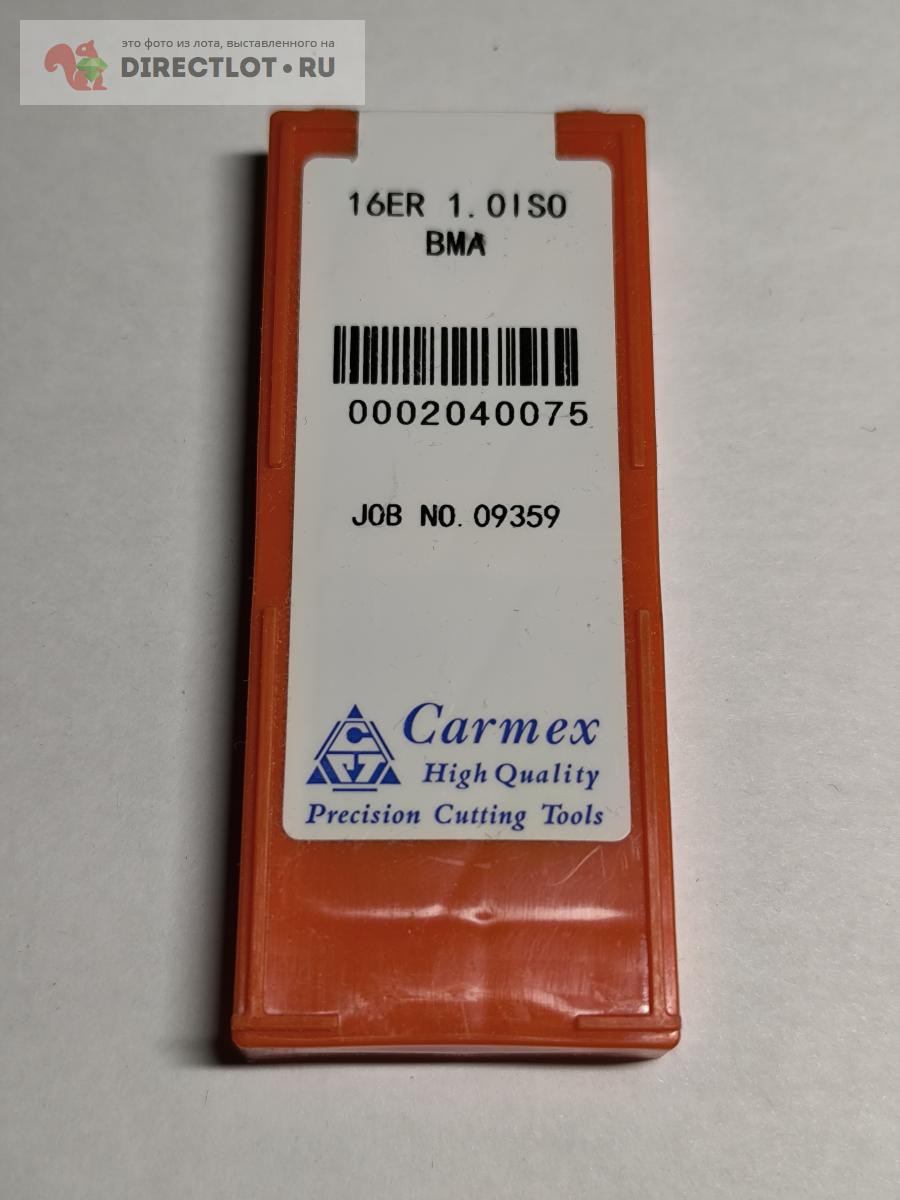 это фото из лота, выставленного на
DIRECTLOT•RU
16ER 1.0ISO
BMA
0002040075
JOB NO. 09359
Carmex
High Quality
Precision Cutting Tools